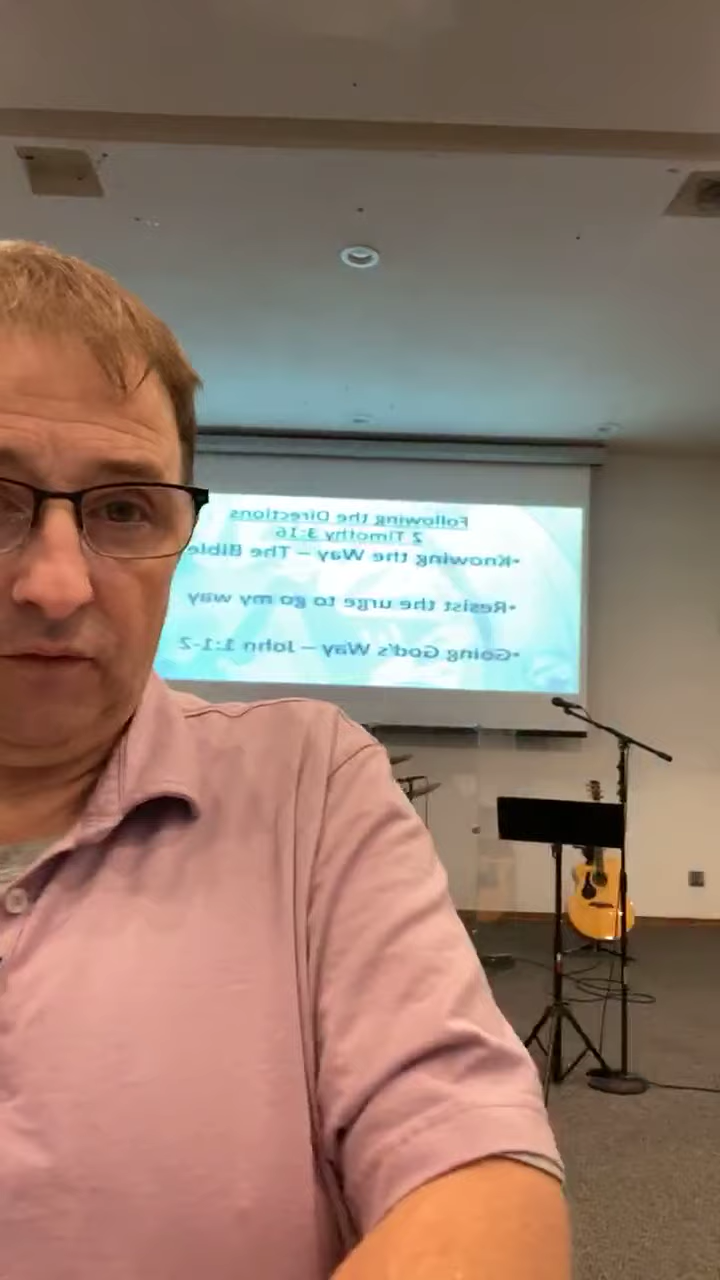 Following the Directions
2 Timothy 3:16
•Knowing the Way – The Bible
•Resist the urge to go my way
•Going God's Way – John 1:1-2